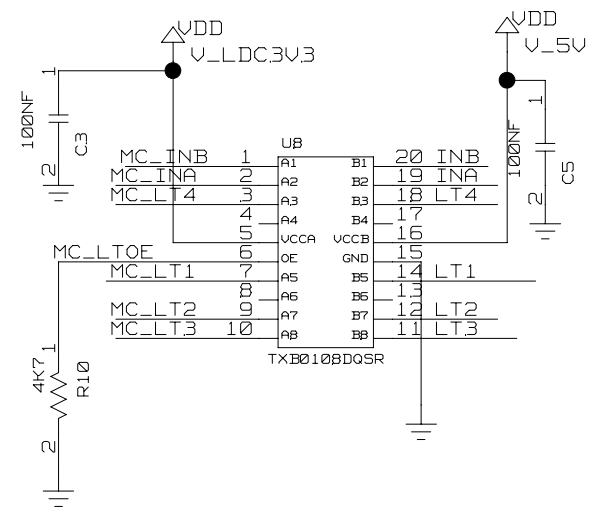 VDD
V_LDC3V3
VDD
V_5V
1
100NF
C3
2
1
100NF
C5
2
U8
MC_INB 1 A1 B1 20 INB
MC_INA 2 A2 B2 19 INA
MC_LT4 3 A3 B3 18 LT4
4 A4 B4 17
5 VCCA VCCB 16
MC_LTOE 6 OE GND 15
MC_LT1 7 A5 B5 14 LT1
8 A6 B6 13
MC_LT2 9 A7 B7 12 LT2
MC_LT3 10 A8 B8 11 LT3
TXB0108DQSR
1
4K7
R10
2